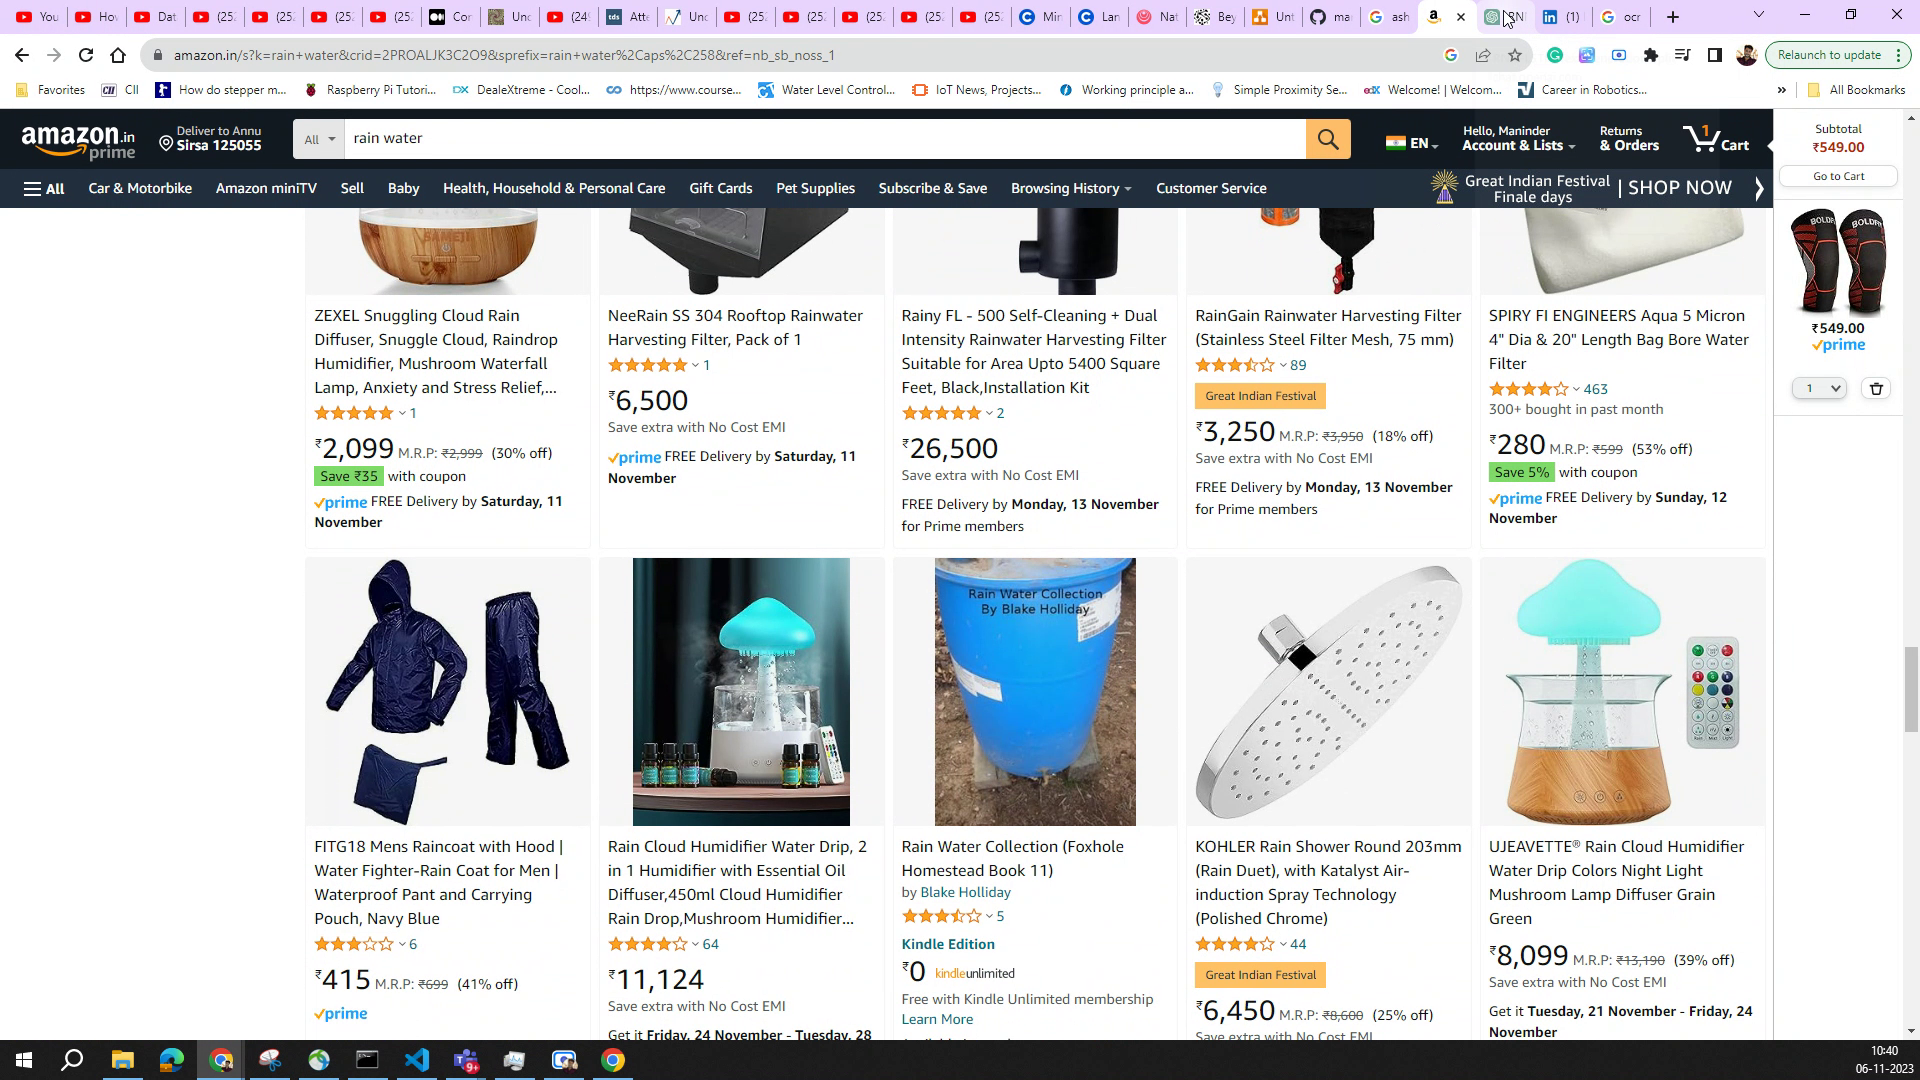 You
Hov
Dat
(252
(252
(252
(252
Cor
Unc
(249
Atte
Unc
(252
(252
(252
(252
(252
Mir
Lan
Nat
Bey
Unt
ma
ash
RNI
(1)
ocr
amazon.in/s?k=rain+water&crid=2PROALJK3C2O9&sprefix=rain+water%2Caps%2C258&ref=nb_sb_noss_1
Relaunch to update
Favorites
CII
How do stepper m...
Raspberry Pi Tutori...
DealeXtreme - Cool...
https://www.course...
Water Level Control...
IoT News, Projects...
Working principle a...
Simple Proximity Se...
Welcome! | Welcom...
Career in Robotics...
»
All Bookmarks
amazon.in
prime
Deliver to Annu
Sirsa 125055
All
rain water
EN
Hello, Maninder
Account & Lists
Returns
& Orders
1
Cart
Subtotal
₹549.00
Go to Cart
All
Car & Motorbike
Amazon miniTV
Sell
Baby
Health, Household & Personal Care
Gift Cards
Pet Supplies
Subscribe & Save
Browsing History
Customer Service
Great Indian Festival
Finale days
| SHOP NOW
ZEXEL Snuggling Cloud Rain
Diffuser, Snuggle Cloud, Raindrop
Humidifier, Mushroom Waterfall
Lamp, Anxiety and Stress Relief,...
1
₹2,099 M.R.P: ₹2,999 (30% off)
Save ₹35 with coupon
prime FREE Delivery by Saturday, 11
November
NeeRain SS 304 Rooftop Rainwater
Harvesting Filter, Pack of 1
1
₹6,500
Save extra with No Cost EMI
prime FREE Delivery by Saturday, 11
November
Rainy FL - 500 Self-Cleaning + Dual
Intensity Rainwater Harvesting Filter
Suitable for Area Upto 5400 Square
Feet, Black,Installation Kit
2
₹26,500
Save extra with No Cost EMI
FREE Delivery by Monday, 13 November
for Prime members
RainGain Rainwater Harvesting Filter
(Stainless Steel Filter Mesh, 75 mm)
89
Great Indian Festival
₹3,250 M.R.P: ₹3,950 (18% off)
Save extra with No Cost EMI
FREE Delivery by Monday, 13 November
for Prime members
SPIRY FI ENGINEERS Aqua 5 Micron
4" Dia & 20" Length Bag Bore Water
Filter
463
300+ bought in past month
₹280 M.R.P: ₹599 (53% off)
Save 5% with coupon
prime FREE Delivery by Sunday, 12
November
₹549.00
prime
1
Rain Water Collection
By Blake Holliday
FITG18 Mens Raincoat with Hood |
Water Fighter-Rain Coat for Men |
Waterproof Pant and Carrying
Pouch, Navy Blue
6
₹415 M.R.P: ₹699 (41% off)
prime
Rain Cloud Humidifier Water Drip, 2
in 1 Humidifier with Essential Oil
Diffuser,450ml Cloud Humidifier
Rain Drop,Mushroom Humidifier...
64
₹11,124
Save extra with No Cost EMI
Get it Friday, 24 November - Tuesday, 28
Rain Water Collection (Foxhole
Homestead Book 11)
by Blake Holliday
5
Kindle Edition
₹0 kindleunlimited
Free with Kindle Unlimited membership
Learn More
KOHLER Rain Shower Round 203mm
(Rain Duet), with Katalyst Air-
induction Spray Technology
(Polished Chrome)
44
Great Indian Festival
₹6,450 M.R.P: ₹8,600 (25% off)
Save extra with No Cost EMI
UJEAVETTE® Rain Cloud Humidifier
Water Drip Colors Night Light
Mushroom Lamp Diffuser Grain
Green
₹8,099 M.R.P: ₹13,190 (39% off)
Save extra with No Cost EMI
Get it Tuesday, 21 November - Friday, 24
November
9+
10:40
06-11-2023